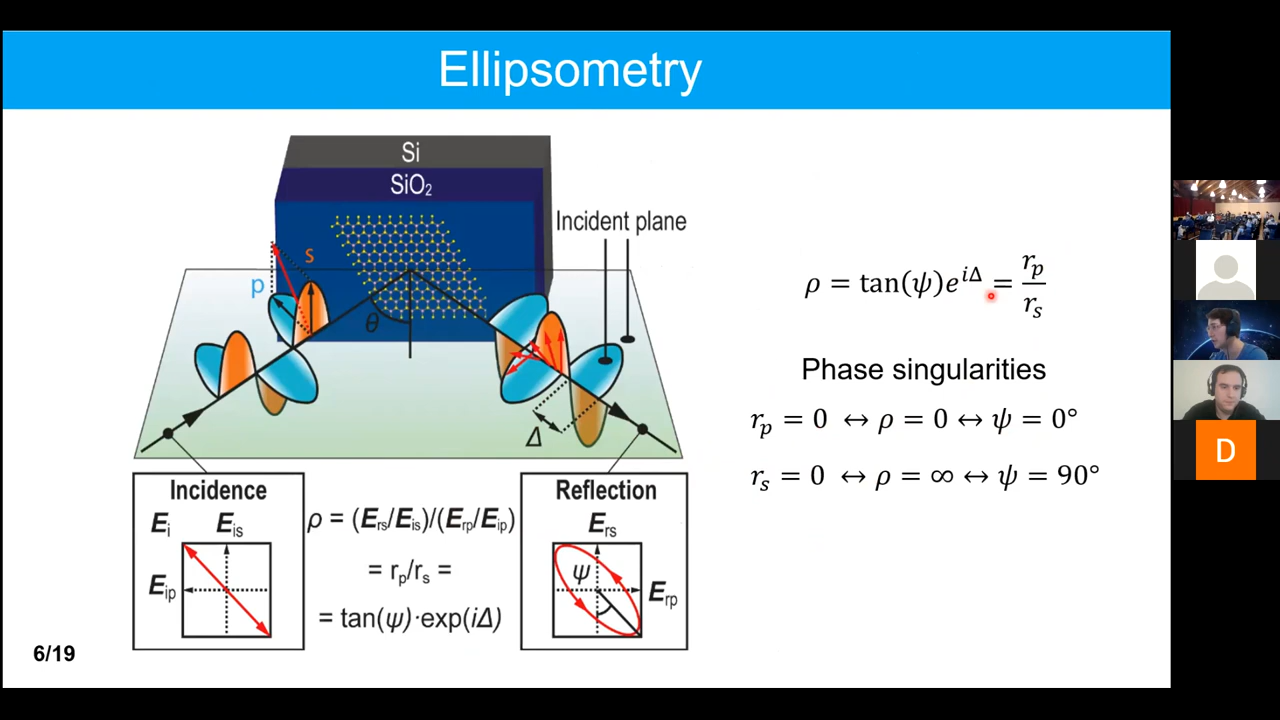 Ellipsometry
Si
SiO₂
Incident plane
s
p
θ
Δ
ρ = tan(ψ)e^{iΔ} = r_p/r_s
Phase singularities
r_p = 0 ↔ ρ = 0 ↔ ψ = 0°
r_s = 0 ↔ ρ = ∞ ↔ ψ = 90°
Incidence
E_i E_is
E_ip
ρ = (E_rs/E_is)/(E_rp/E_ip)
= r_p/r_s =
= tan(ψ)·exp(iΔ)
Reflection
E_rs
ψ
E_rp
6/19
D